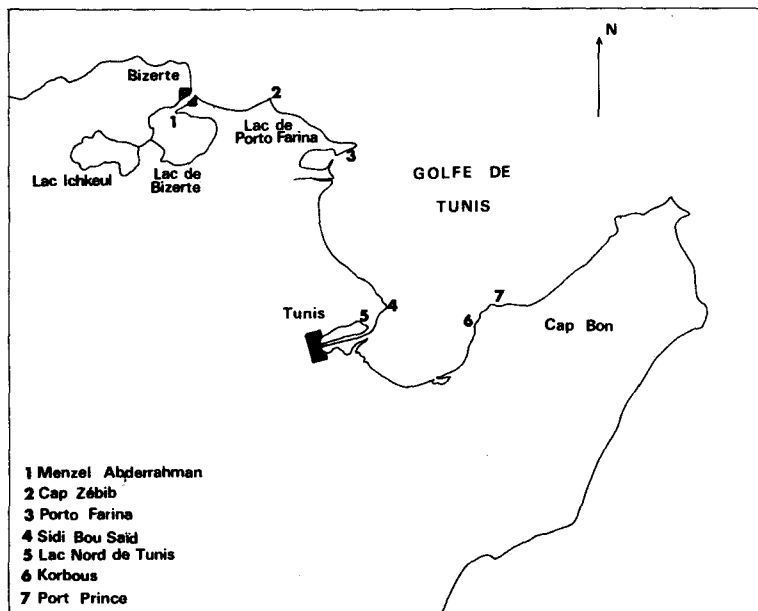 N
Bizerte
2
1
Lac de
Porto Farina
3
Lac Ichkeul
Lac de
Bizerte
GOLFE DE
TUNIS
Tunis
5
4
7
6
Cap Bon
1 Menzel Abderrahman
2 Cap Zébib
3 Porto Farina
4 Sidi Bou Saïd
5 Lac Nord de Tunis
6 Korbous
7 Port Prince